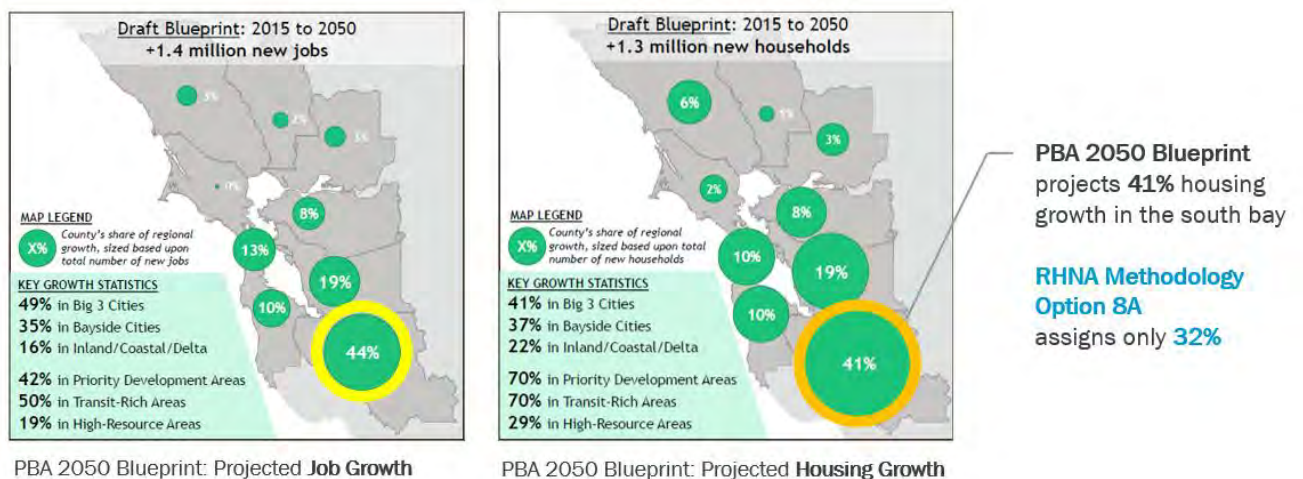 Draft Blueprint: 2015 to 2050
+1.4 million new jobs
3%
2%
3%
8%
13%
19%
10%
44%
MAP LEGEND
X%
County's share of regional
growth, sized based upon
total number of new jobs
KEY GROWTH STATISTICS
49% in Big 3 Cities
35% in Bayside Cities
16% in Inland/Coastal/Delta
42% in Priority Development Areas
50% in Transit-Rich Areas
19% in High-Resource Areas
PBA 2050 Blueprint: Projected Job Growth
Draft Blueprint: 2015 to 2050
+1.3 million new households
6%
1%
3%
2%
8%
10%
19%
10%
41%
MAP LEGEND
X%
County's share of regional
growth, sized based upon total
number of new households
KEY GROWTH STATISTICS
41% in Big 3 Cities
37% in Bayside Cities
22% in Inland/Coastal/Delta
70% in Priority Development Areas
70% in Transit-Rich Areas
29% in High-Resource Areas
PBA 2050 Blueprint: Projected Housing Growth
PBA 2050 Blueprint
projects 41% housing
growth in the south bay
RHNA Methodology
Option 8A
assigns only 32%